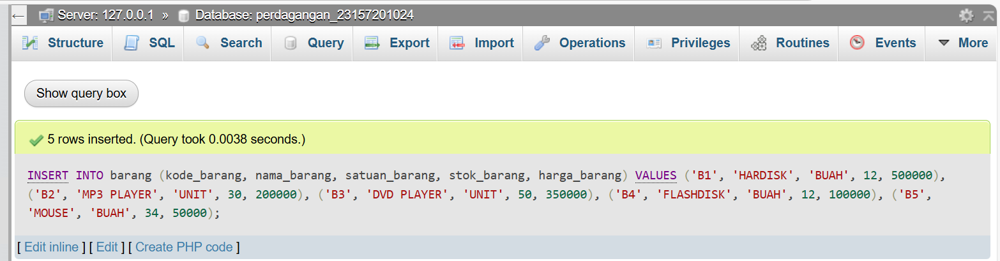 ← Server: 127.0.0.1 » Database: perdagangan_23157201024
Structure SQL Search Query Export Import Operations Privileges Routines Events More
Show query box
5 rows inserted. (Query took 0.0038 seconds.)
INSERT INTO barang (kode_barang, nama_barang, satuan_barang, stok_barang, harga_barang) VALUES ('B1', 'HARDISK', 'BUAH', 12, 500000),
('B2', 'MP3 PLAYER', 'UNIT', 30, 200000), ('B3', 'DVD PLAYER', 'UNIT', 50, 350000), ('B4', 'FLASHDISK', 'BUAH', 12, 100000), ('B5',
'MOUSE', 'BUAH', 34, 50000);
[ Edit inline ] [ Edit ] [ Create PHP code ]